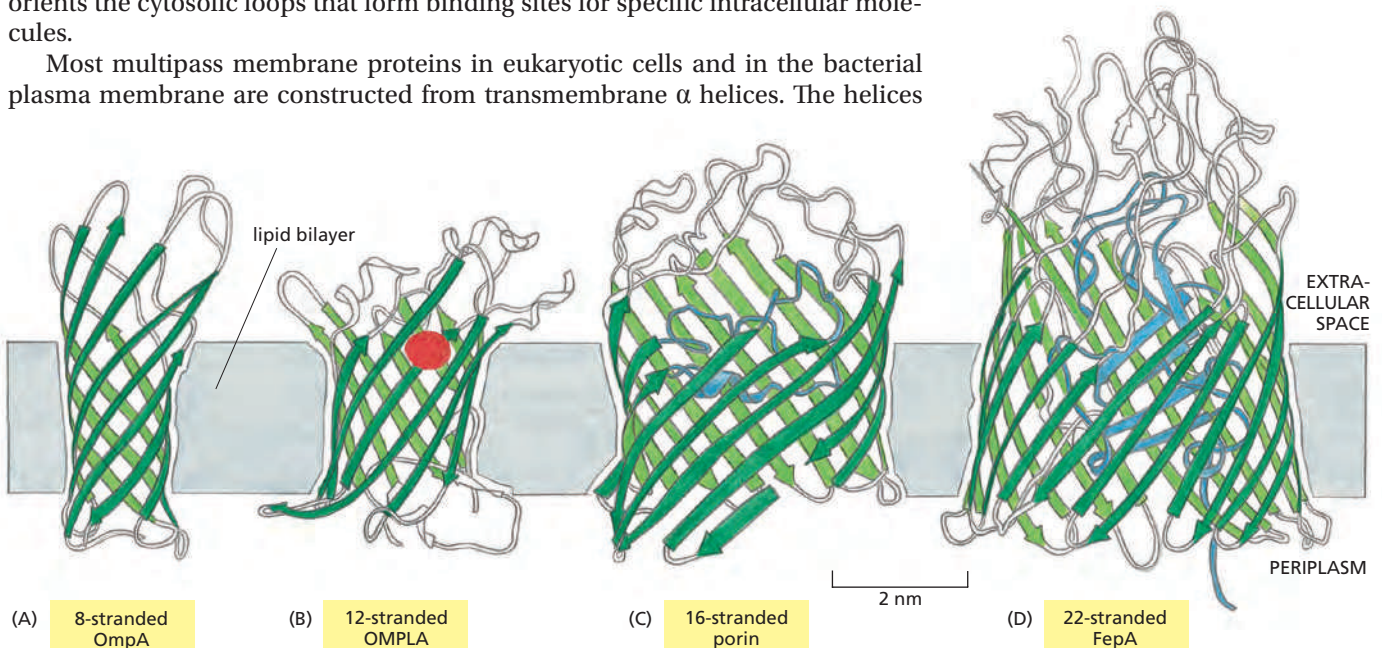 orients the cytosolic loops that form binding sites for specific intracellular mole-
cules.
Most multipass membrane proteins in eukaryotic cells and in the bacterial
plasma membrane are constructed from transmembrane α helices. The helices
lipid bilayer
EXTRA-
CELLULAR
SPACE
PERIPLASM
2 nm
(A) 8-stranded
OmpA
(B) 12-stranded
OMPLA
(C) 16-stranded
porin
(D) 22-stranded
FepA